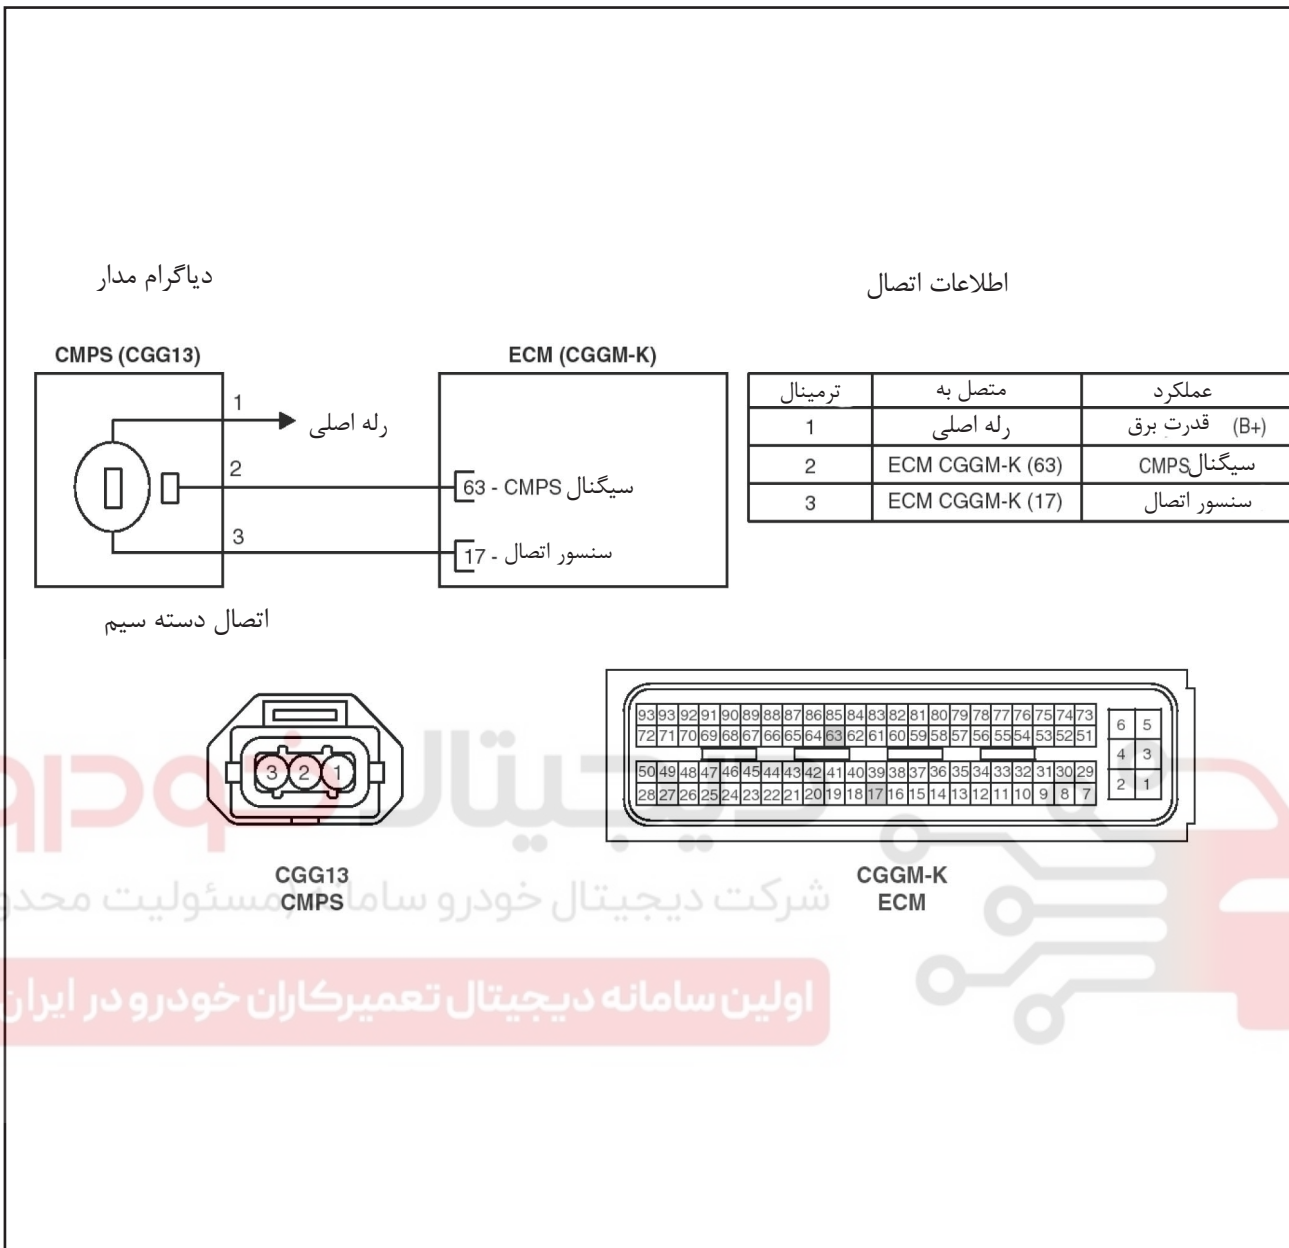 دیاگرام مدار
اطلاعات اتصال
CMPS (CGG13)
ECM (CGGM-K)
1
رله اصلی
2
63 - CMPS سیگنال
3
17 - سنسور اتصال
ترمینال متصل به عملکرد
1 رله اصلی قدرت برق (B+)
2 ECM CGGM-K (63) سیگنال CMPS
3 ECM CGGM-K (17) سنسور اتصال
اتصال دسته سیم
3 2 1
CGG13
CMPS
93 93 92 91 90 89 88 87 86 85 84 83 82 81 80 79 78 77 76 75 74 73
72 71 70 69 68 67 66 65 64 63 62 61 60 59 58 57 56 55 54 53 52 51
50 49 48 47 46 45 44 43 42 41 40 39 38 37 36 35 34 33 32 31 30 29
28 27 26 25 24 23 22 21 20 19 18 17 16 15 14 13 12 11 10 9 8 7
6 5
4 3
2 1
CGGM-K
ECM
دیجیتال خودرو
شرکت دیجیتال خودرو سامانه (مسئولیت
اولین سامانه دیجیتال تعمیرکاران خودرو در ایران